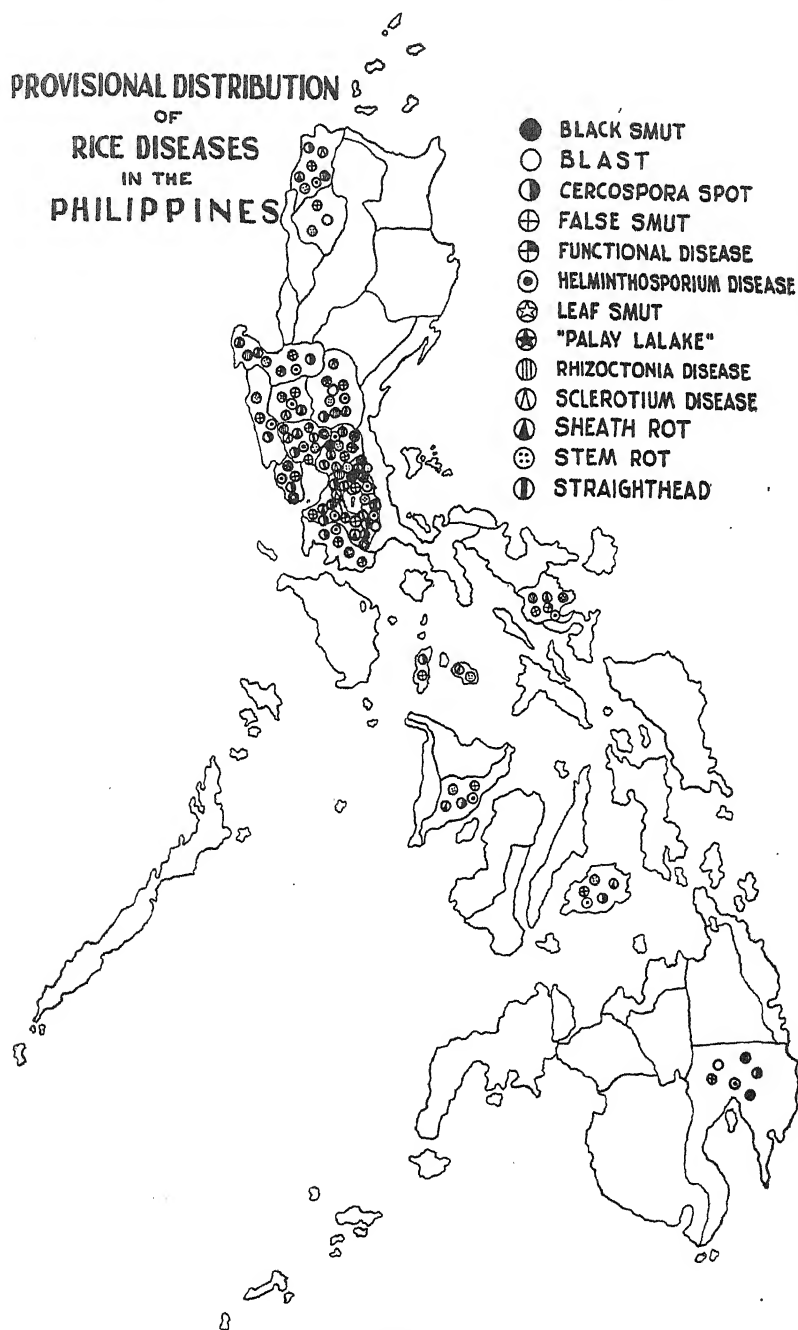 PROVISIONAL DISTRIBUTION
OF
RICE DISEASES
IN THE
PHILIPPINES
BLACK SMUT
BLAST
CERCOSPORA SPOT
FALSE SMUT
FUNCTIONAL DISEASE
HELMINTHOSPORIUM DISEASE
LEAF SMUT
"PALAY LALAKE"
RHIZOCTONIA DISEASE
SCLEROTIUM DISEASE
SHEATH ROT
STEM ROT
STRAIGHTHEAD